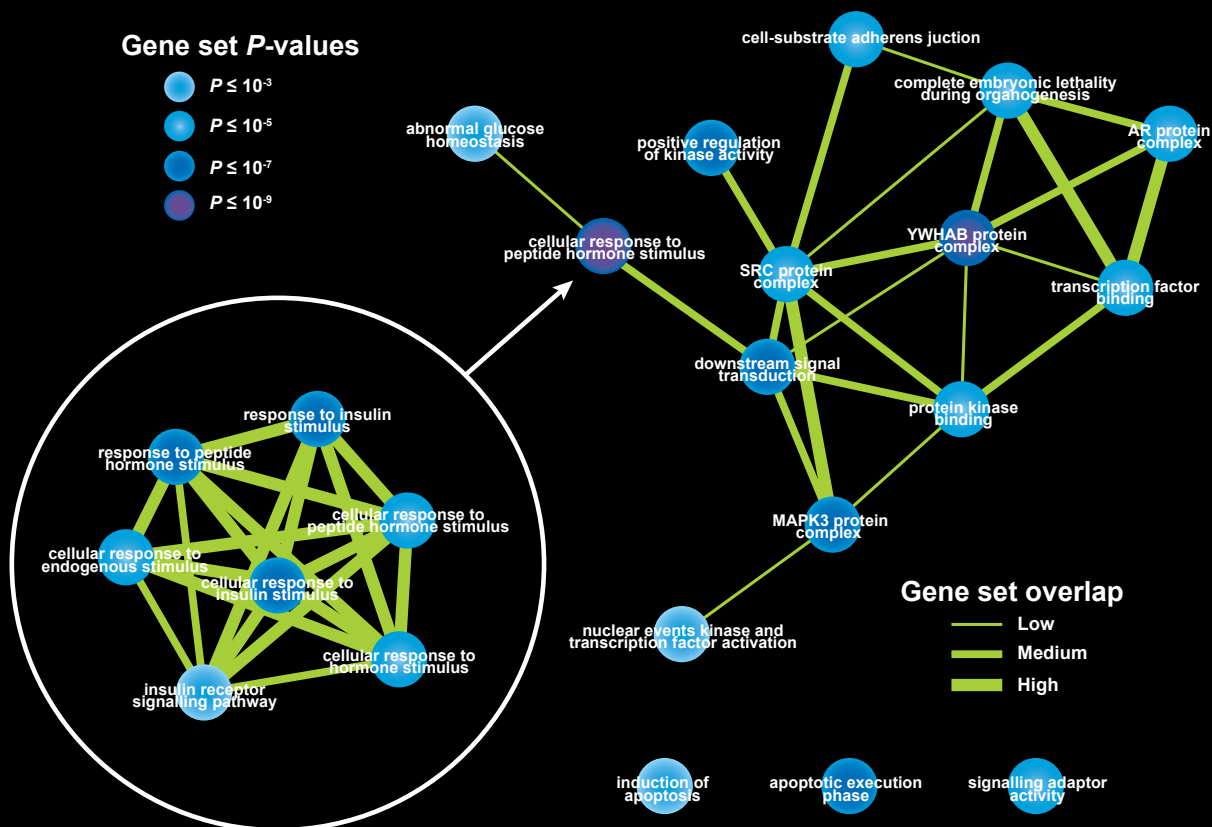 Gene set P-values
P ≤ 10-3
P ≤ 10-5
P ≤ 10-7
P ≤ 10-9
cell-substrate adherens juction
complete embryonic lethality
during organogenesis
abnormal glucose
homeostasis
positive regulation
of kinase activity
AR protein
complex
cellular response to
peptide hormone stimulus
YWHAB protein
complex
SRC protein
complex
transcription factor
binding
downstream signal
transduction
protein kinase
binding
response to insulin
stimulus
response to peptide
hormone stimulus
cellular response to
peptide hormone stimulus
cellular response to
endogenous stimulus
cellular response to
insulin stimulus
cellular response to
hormone stimulus
insulin receptor
signalling pathway
MAPK3 protein
complex
nuclear events kinase and
transcription factor activation
Gene set overlap
Low
Medium
High
induction of
apoptosis
apoptotic execution
phase
signalling adaptor
activity